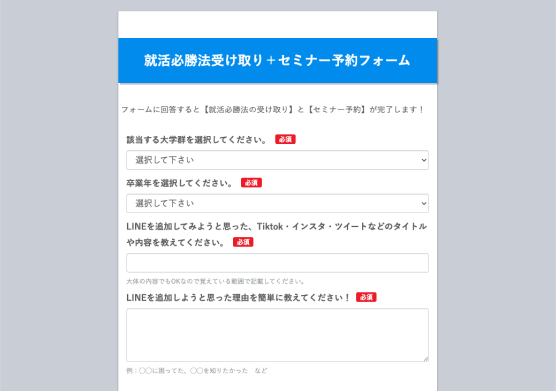 就活必勝法受け取り＋セミナー予約フォーム
フォームに回答すると【就活必勝法の受け取り】と【セミナー予約】が完了します！
該当する大学群を選択してください。 必須
選択して下さい
卒業年を選択してください。 必須
選択して下さい
LINEを追加してみようと思った、Tiktok・インスタ・ツイートなどのタイトル
や内容を教えてください。 必須
大体の内容でもOKなので覚えている範囲で記載してください。
LINEを追加しようと思った理由を簡単に教えてください！ 必須
例：〇〇に困ってた、〇〇を知りたかった　など